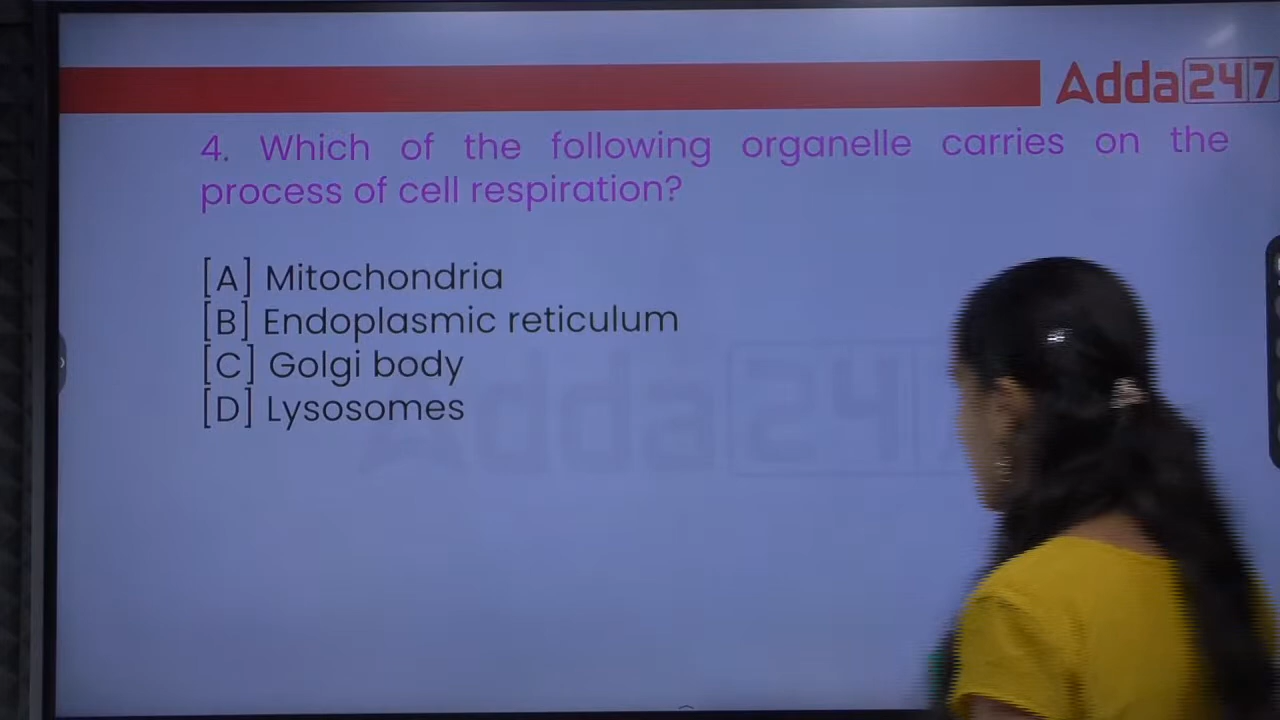 Adda247
4. Which of the following organelle carries on the
process of cell respiration?
[A] Mitochondria
[B] Endoplasmic reticulum
[C] Golgi body
[D] Lysosomes
Adda247